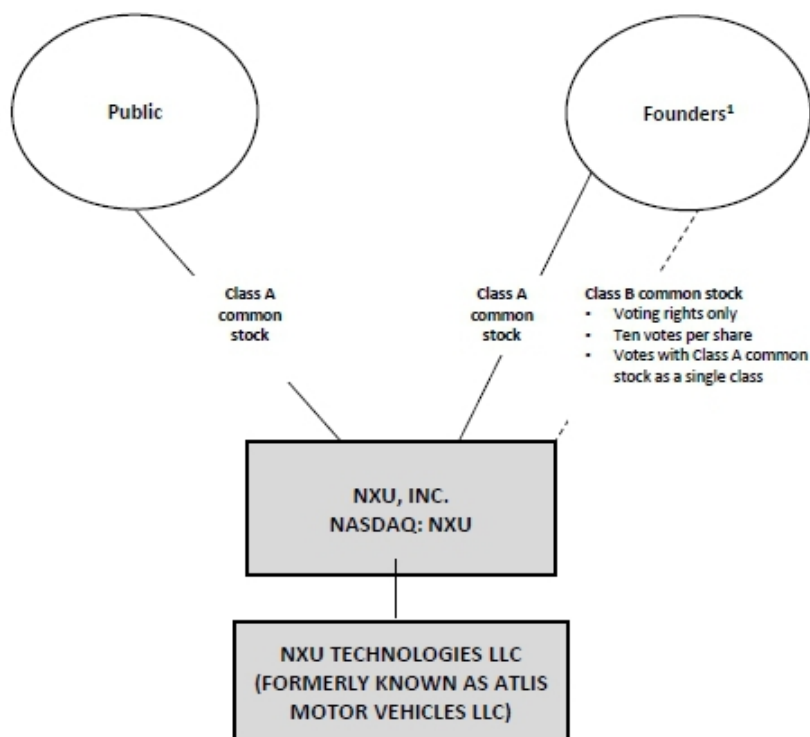 Public
Founders¹
Class A
common
stock
Class A
common
stock
Class B common stock
▪ Voting rights only
▪ Ten votes per share
▪ Votes with Class A common
stock as a single class
NXU, INC.
NASDAQ: NXU
NXU TECHNOLOGIES LLC
(FORMERLY KNOWN AS ATLIS
MOTOR VEHICLES LLC)